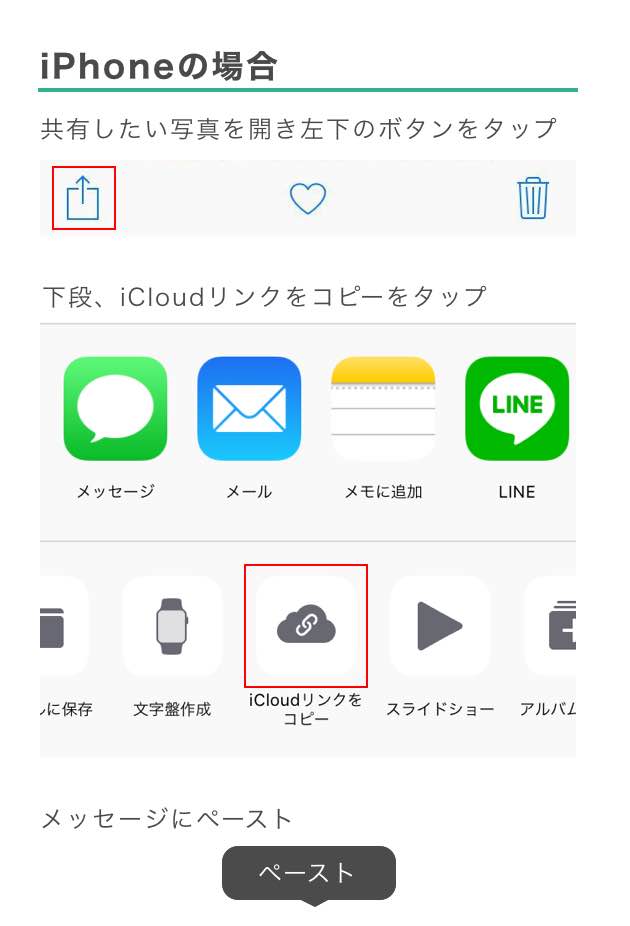 iPhoneの場合
共有したい写真を開き左下のボタンをタップ
下段、iCloudリンクをコピーをタップ
LINE
メッセージ
メール
メモに追加
LINE
ルに保存
文字盤作成
iCloudリンクを
コピー
スライドショー
アルバム
メッセージにペースト
ペースト